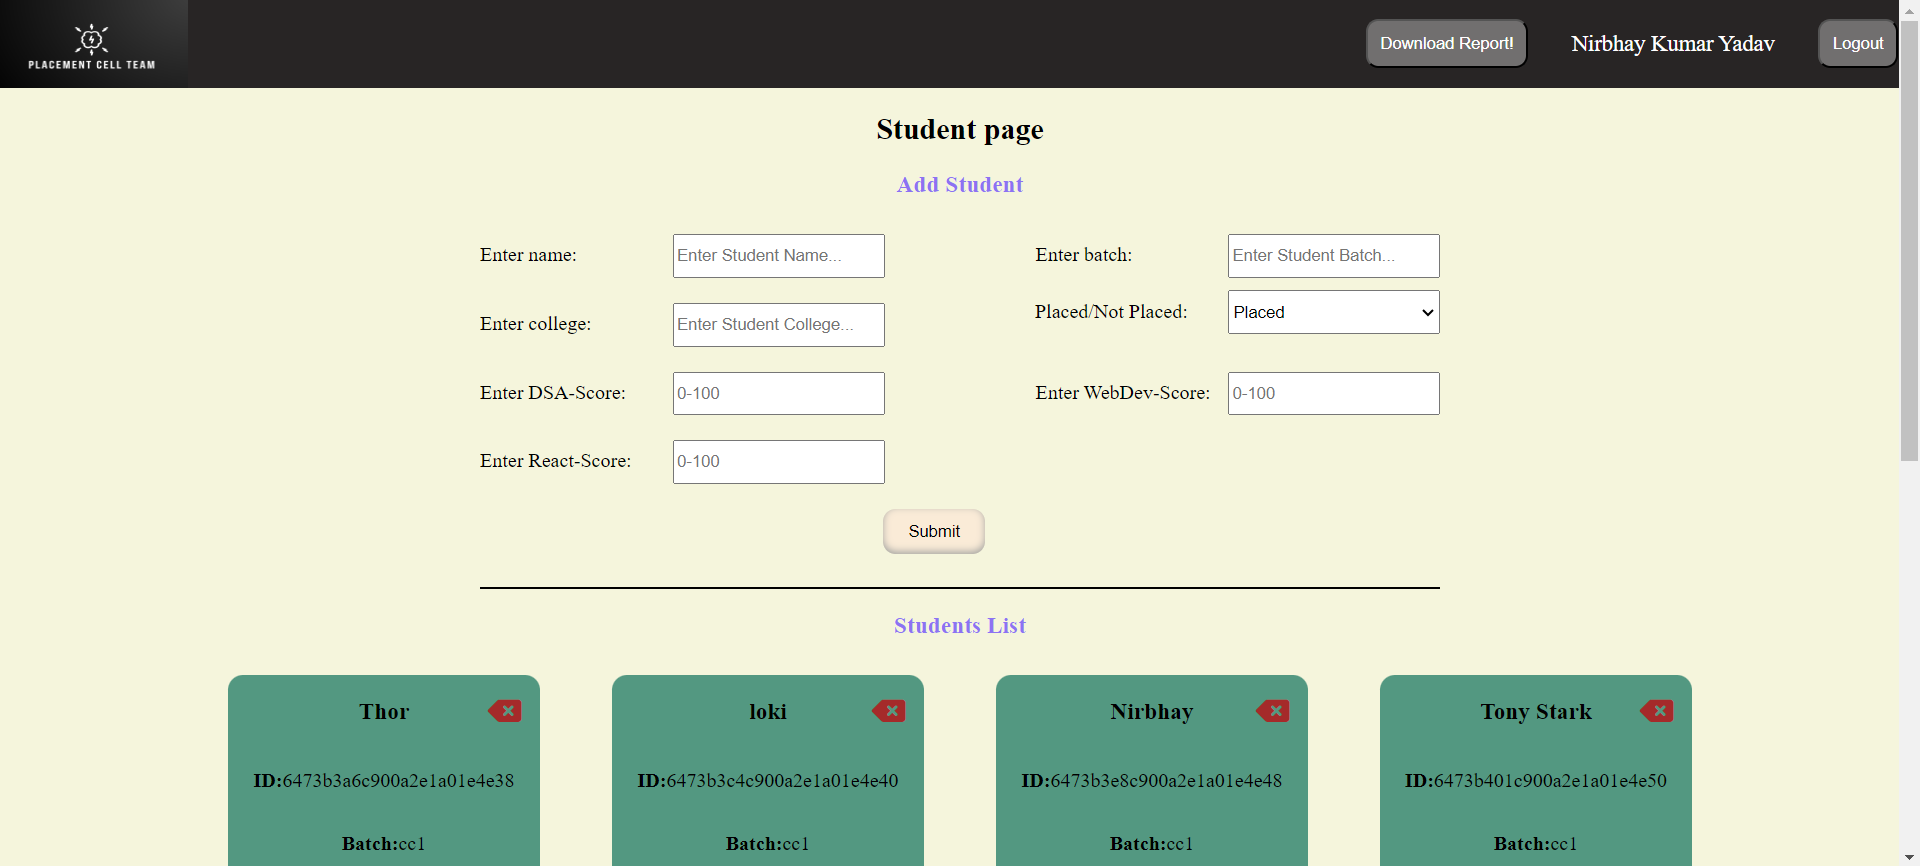 PLACEMENT CELL TEAM
Download Report!
Nirbhay Kumar Yadav
Logout
Student page
Add Student
Enter name:
Enter Student Name...
Enter batch:
Enter Student Batch...
Enter college:
Enter Student College...
Placed/Not Placed:
Placed
Enter DSA-Score:
0-100
Enter WebDev-Score:
0-100
Enter React-Score:
0-100
Submit
Students List
Thor
ID:6473b3a6c900a2e1a01e4e38
Batch:cc1
loki
ID:6473b3c4c900a2e1a01e4e40
Batch:cc1
Nirbhay
ID:6473b3e8c900a2e1a01e4e48
Batch:cc1
Tony Stark
ID:6473b401c900a2e1a01e4e50
Batch:cc1